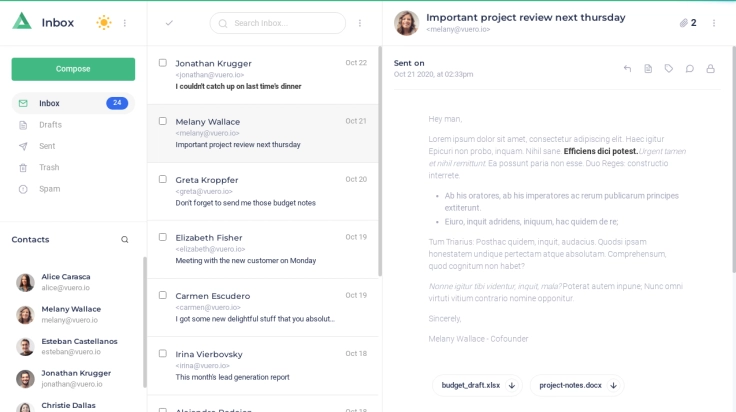 Inbox
Compose
Inbox
24
Drafts
Sent
Trash
Spam
Contacts
Alice Carasca
alice@vuero.io
Melany Wallace
melany@vuero.io
Esteban Castellanos
esteban@vuero.io
Jonathan Krugger
jonathan@vuero.io
Christie Dallas
Search Inbox...
Jonathan Krugger
Oct 22
<jonathan@vuero.io>
I couldn't catch up on last time's dinner
Melany Wallace
Oct 21
<melany@vuero.io>
Important project review next thursday
Greta Kropffer
Oct 20
<greta@vuero.io>
Don't forget to send me those budget notes
Elizabeth Fisher
Oct 19
<elizabeth@vuero.io>
Meeting with the new customer on Monday
Carmen Escudero
Oct 19
<carmen@vuero.io>
I got some new delightful stuff that you absolut...
Irina Vierbovsky
Oct 18
<irina@vuero.io>
This month's lead generation report
Important project review next thursday
<melany@vuero.io>
2
Sent on
Oct 21 2020, at 02:33pm
Hey man,
Lorem ipsum dolor sit amet, consectetur adipiscing elit. Haec igitur
Epicuri non probo, inquam. Nihil sane. Efficiens dici potest. Urgent tamen
et nihil remittunt. Ea possunt paria non esse. Duo Reges: constructio
interrete.
• Ab his oratores, ab his imperatores ac rerum publicarum principes
extiterunt.
• Eiuro, inquit adridens, iniquum, hac quidem de re;
Tum Triarius: Posthac quidem, inquit, audacius. Quodsi ipsam
honestatem undique pertectam atque absolutam. Comprehensum,
quod cognitum non habet?
Nonne igitur tibi videntur, inquit, mala? Poterat autem inpune; Nunc omni
virtuti vitium contrario nomine opponitur.
Sincerely,
Melany Wallace - Cofounder
budget_draft.xlsx
project-notes.docx